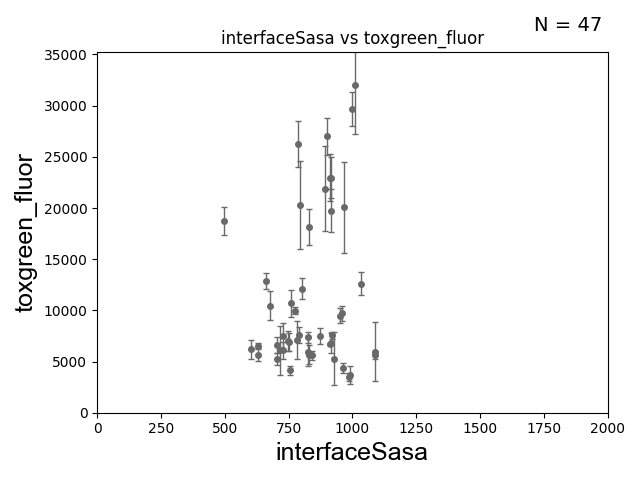 N = 47
interfaceSasa vs toxgreen_fluor
35000
30000
25000
20000
15000
10000
5000
0
toxgreen_fluor
0 250 500 750 1000 1250 1500 1750 2000
interfaceSasa